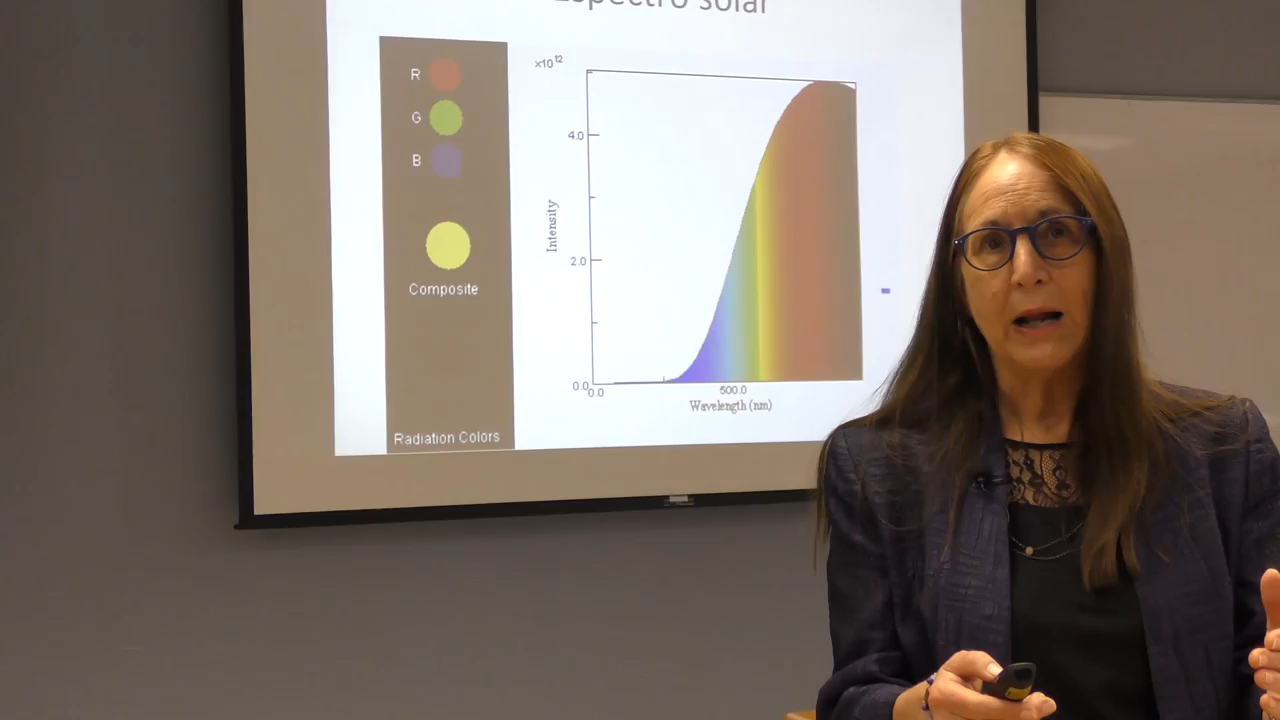 Espectro solar
R
G
B
Composite
Radiation Colors
×10¹²
4.0
2.0
0.0
0.0
500.0
Intensity
Wavelength (nm)